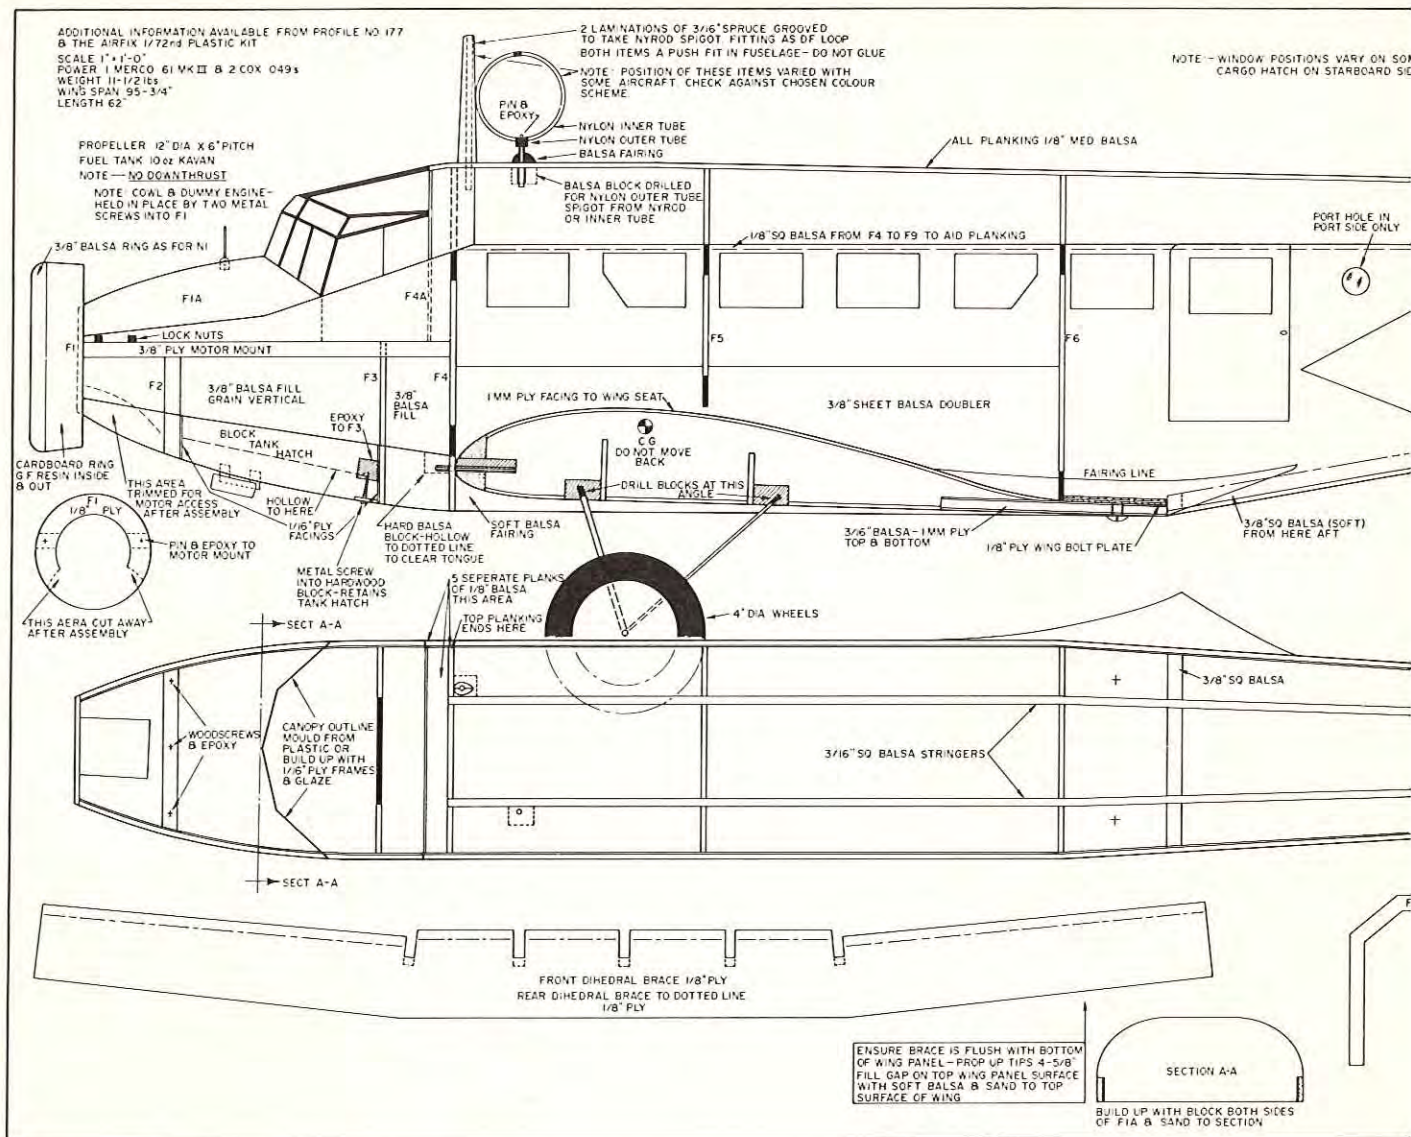 ADDITIONAL INFORMATION AVAILABLE FROM PROFILE NO 177
& THE AIRFIX 1/72nd PLASTIC KIT
SCALE 1"=1'-0"
POWER 1 MERCO 61 MK III & 2 COX 049s
WEIGHT 11-1/2 lbs
WING SPAN 95-3/4"
LENGTH 62"
PROPELLER 12" DIA X 6" PITCH
FUEL TANK 10 oz KAVAN
NOTE — NO DOWNTHRUST
NOTE: COWL & DUMMY ENGINE-
HELD IN PLACE BY TWO METAL
SCREWS INTO F1
3/8" BALSA RING AS FOR N1
2 LAMINATIONS OF 3/16" SPRUCE GROOVED
TO TAKE NYROD SPIGOT. FITTING AS DF LOOP
BOTH ITEMS A PUSH FIT IN FUSELAGE - DO NOT GLUE
NOTE: POSITION OF THESE ITEMS VARIED WITH
SOME AIRCRAFT. CHECK AGAINST CHOSEN COLOUR
SCHEME
PIN &
EPOXY
NYLON INNER TUBE
NYLON OUTER TUBE
BALSA FAIRING
BALSA BLOCK DRILLED
FOR NYLON OUTER TUBE
SPIGOT FROM NYROD
OR INNER TUBE
NOTE - WINDOW POSITIONS VARY ON SOM
CARGO HATCH ON STARBOARD SID
ALL PLANKING 1/8" MED BALSA
1/8" SQ BALSA FROM F4 TO F9 TO AID PLANKING
PORT HOLE IN
PORT SIDE ONLY
F1A
F4A
LOCK NUTS
3/8" PLY MOTOR MOUNT
F1
F2
F3
F4
F5
F6
3/8" BALSA FILL
GRAIN VERTICAL
3/8"
BALSA
FILL
EPOXY
TO F3
BLOCK
TANK
HATCH
1 MM PLY FACING TO WING SEAT
3/8" SHEET BALSA DOUBLER
C G
DO NOT MOVE
BACK
FAIRING LINE
DRILL BLOCKS AT THIS
ANGLE
CARDBOARD RING
G F RESIN INSIDE
& OUT
THIS AREA
TRIMMED FOR
MOTOR ACCESS
AFTER ASSEMBLY
HOLLOW
TO HERE
1/16" PLY
FACINGS
HARD BALSA
BLOCK-HOLLOW
TO DOTTED LINE
TO CLEAR TONGUE
SOFT BALSA
FAIRING
3/16" BALSA - 1 MM PLY
TOP & BOTTOM
1/8" PLY WING BOLT PLATE
3/8" SQ BALSA (SOFT)
FROM HERE AFT
F1
1/8" PLY
PIN & EPOXY TO
MOTOR MOUNT
THIS AERA CUT AWAY
AFTER ASSEMBLY
METAL SCREW
INTO HARDWOOD
BLOCK-RETAINS
TANK HATCH
5 SEPERATE PLANKS
OF 1/8" BALSA
THIS AREA
TOP PLANKING
ENDS HERE
4" DIA WHEELS
SECT A-A
WOODSCREWS
& EPOXY
CANOPY OUTLINE
MOULD FROM
PLASTIC OR
BUILD UP WITH
1/16" PLY FRAMES
& GLAZE
3/8" SQ BALSA
3/16" SQ BALSA STRINGERS
SECT A-A
FRONT DIHEDRAL BRACE 1/8" PLY
REAR DIHEDRAL BRACE TO DOTTED LINE
1/8" PLY
F
ENSURE BRACE IS FLUSH WITH BOTTOM
OF WING PANEL - PROP UP TIPS 4-5/8"
FILL GAP ON TOP WING PANEL SURFACE
WITH SOFT BALSA & SAND TO TOP
SURFACE OF WING
SECTION A-A
BUILD UP WITH BLOCK BOTH SIDES
OF F1A & SAND TO SECTION